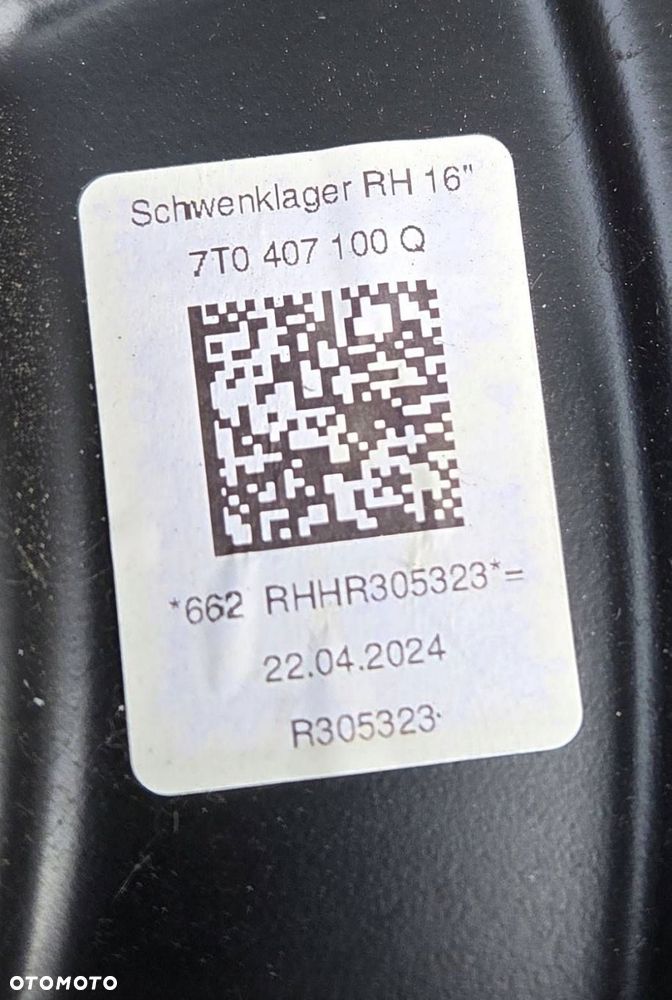 Schwenklager RH 16"
7T0 407 100 Q
*662 RHHR305323*=
22.04.2024
R305323
OTOMOTO